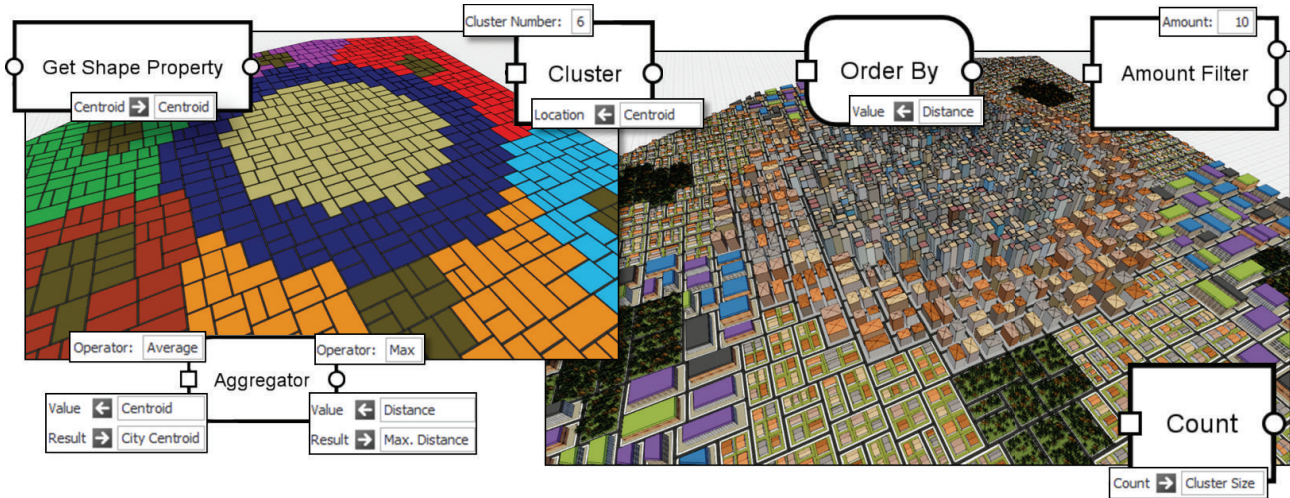 Get Shape Property
Centroid Centroid
Cluster Number: 6
Cluster
Location Centroid
Order By
Value Distance
Amount: 10
Amount Filter
Operator: Average
Operator: Max
Aggregator
Value Centroid
Result City Centroid
Value Distance
Result Max. Distance
Count
Count Cluster Size